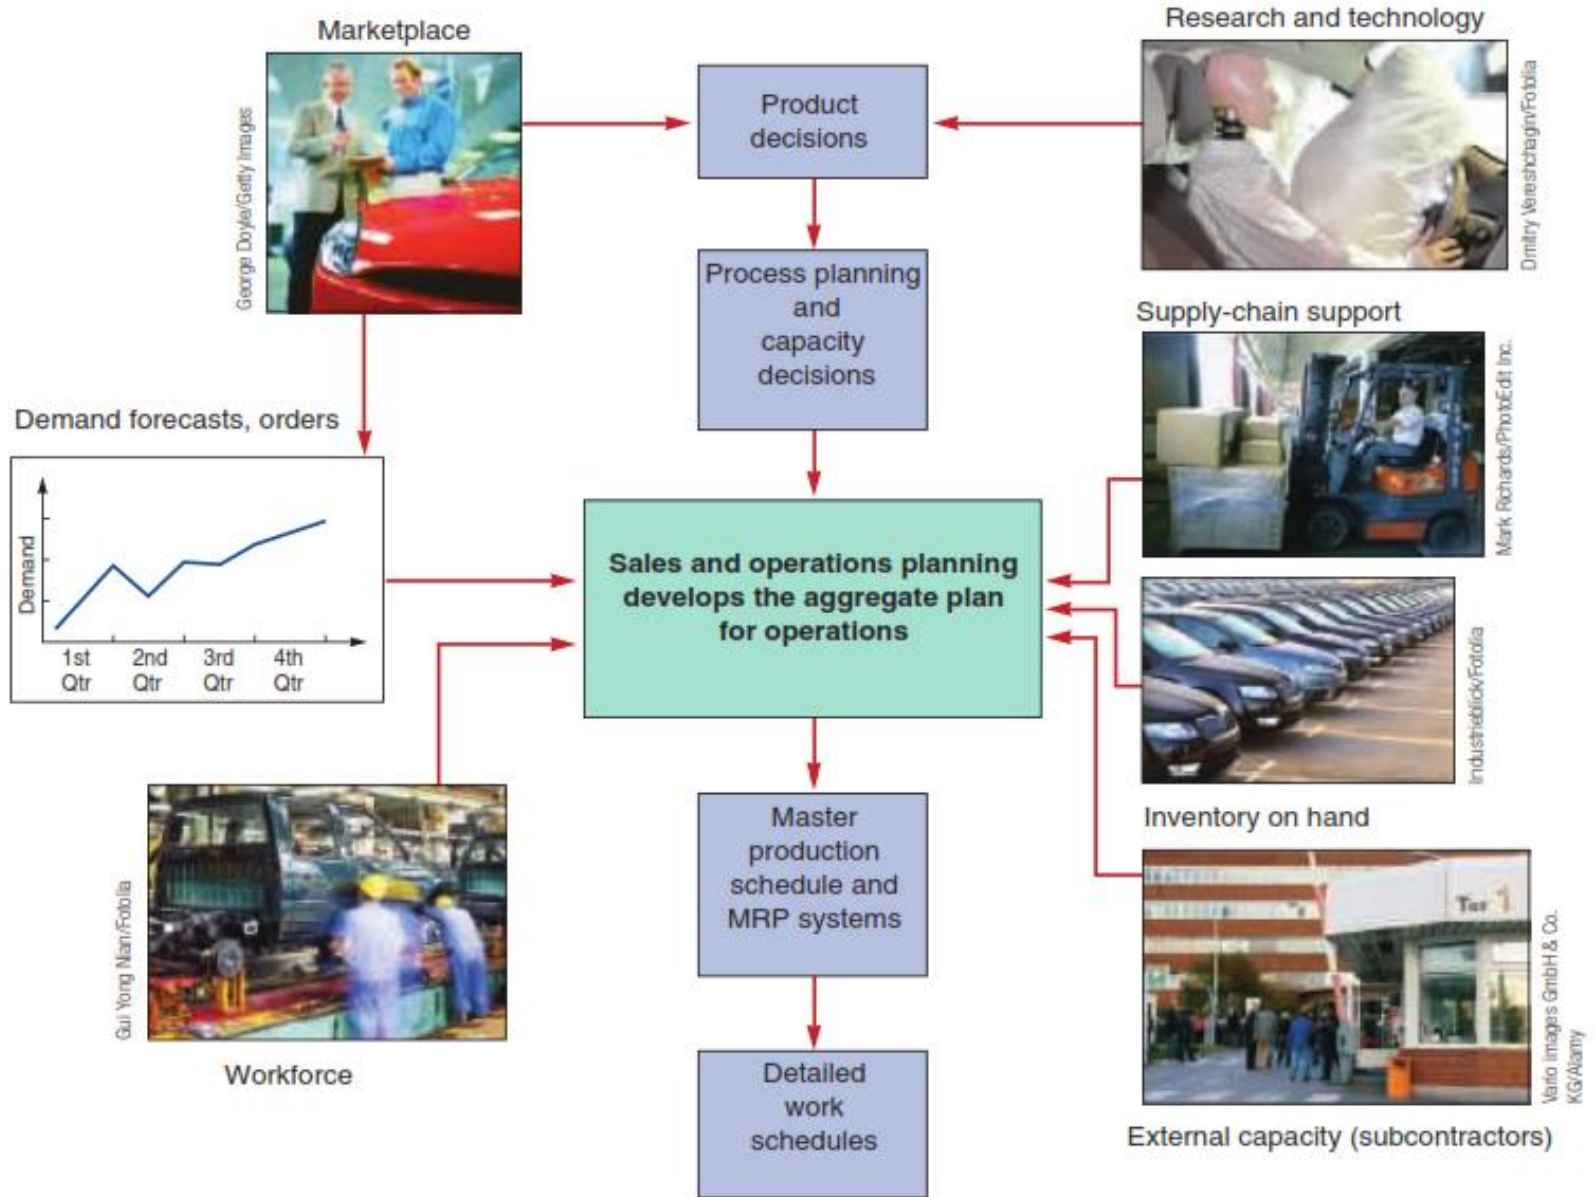 Marketplace
George Doyle/Getty Images
Product
decisions
Research and technology
Dmitry Vereshchagin/Fotolia
Process planning
and
capacity
decisions
Supply-chain support
Mark Richards/PhotoEdit Inc.
Demand forecasts, orders
Demand
1st
Qtr
2nd
Qtr
3rd
Qtr
4th
Qtr
Sales and operations planning
develops the aggregate plan
for operations
Industrieblick/Fotolia
Inventory on hand
Gui Yong Nian/Fotolia
Workforce
Master
production
schedule and
MRP systems
Tor 1
Vario Images GmbH & Co.
KG/Alamy
External capacity (subcontractors)
Detailed
work
schedules